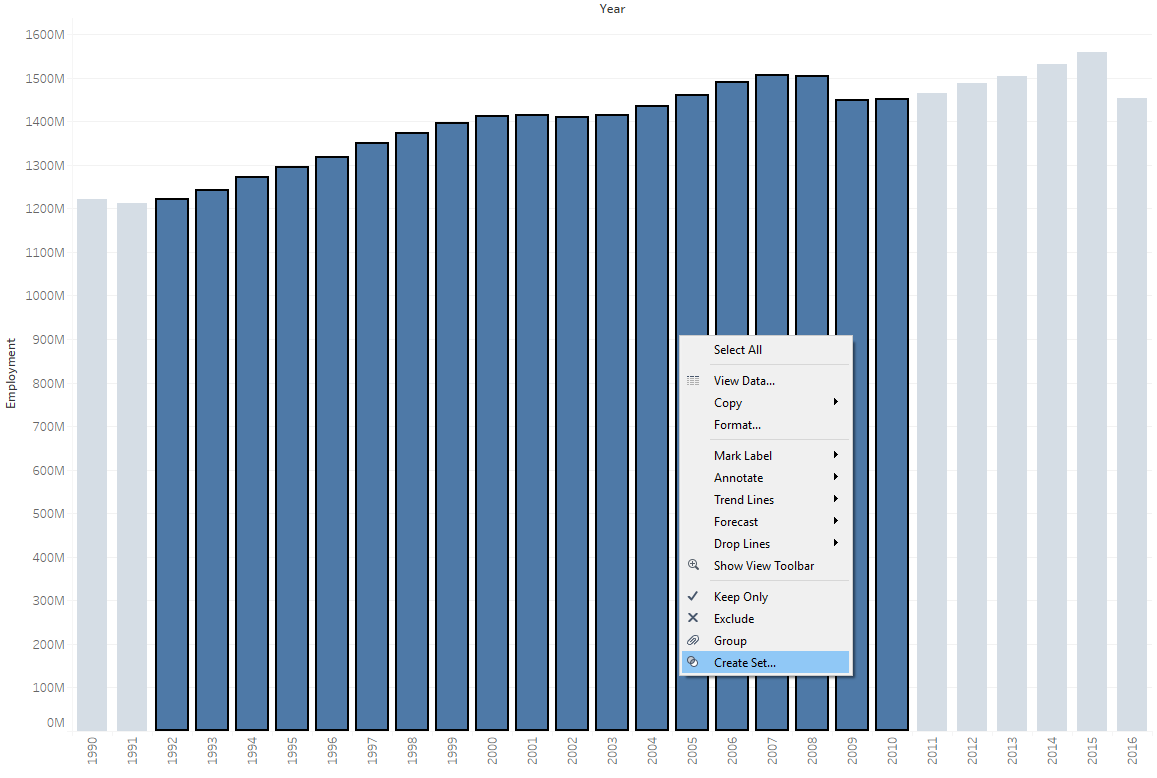 Year
1600M
1500M
1400M
1300M
1200M
1100M
1000M
900M
800M
700M
600M
500M
400M
300M
200M
100M
0M
Employment
Select All
View Data...
Copy
Format...
Mark Label
Annotate
Trend Lines
Forecast
Drop Lines
Show View Toolbar
Keep Only
Exclude
Group
Create Set...
1990
1991
1992
1993
1994
1995
1996
1997
1998
1999
2000
2001
2002
2003
2004
2005
2006
2007
2008
2009
2010
2011
2012
2013
2014
2015
2016